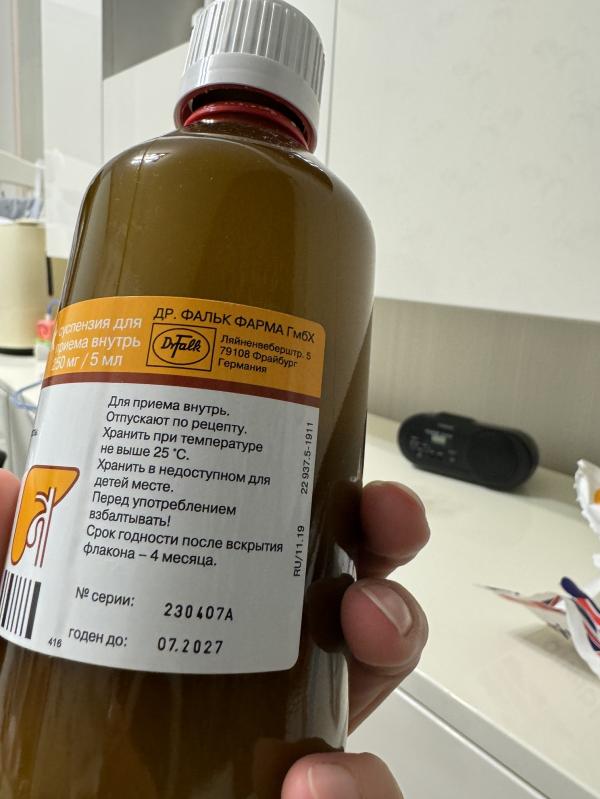 суспензия для
приема внутрь
250 мг / 5 мл
ДР. ФАЛЬК ФАРМА ГмбХ
Dr Falk
Ляйненвеберштр. 5
79108 Фрайбург
Германия
Для приема внутрь.
Отпускают по рецепту.
Хранить при температуре
не выше 25 °C.
Хранить в недоступном для
детей месте.
Перед употреблением
взбалтывать!
Срок годности после вскрытия
флакона – 4 месяца.
№ серии: 230407A
годен до: 07.2027
416
RU/11.19
22 937.5-1911